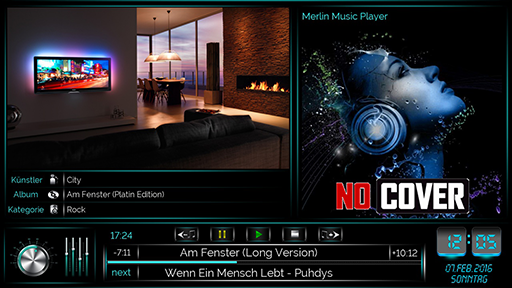 Merlin Music Player
Künstler City
Album Am Fenster (Platin Edition)
Kategorie Rock
NO COVER
17:24
-7:11 Am Fenster (Long Version) +10:12
next Wenn Ein Mensch Lebt - Puhdys
12:05
07.FEB.2016
SONNTAG